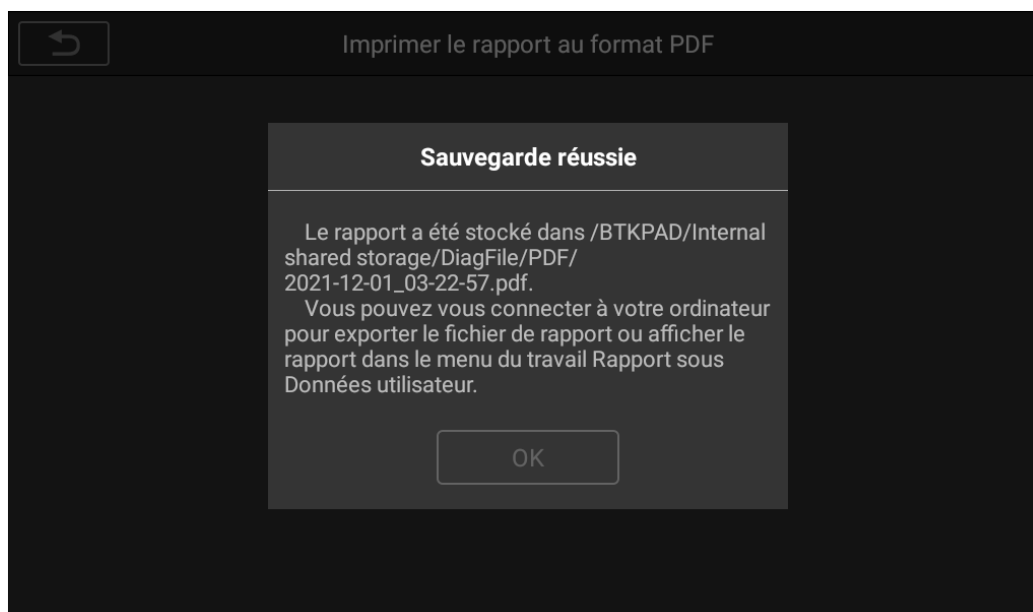 Imprimer le rapport au format PDF
Sauvegarde réussie
Le rapport a été stocké dans /BTKPAD/Internal
shared storage/DiagFile/PDF/
2021-12-01_03-22-57.pdf.
Vous pouvez vous connecter à votre ordinateur
pour exporter le fichier de rapport ou afficher le
rapport dans le menu du travail Rapport sous
Données utilisateur.
OK